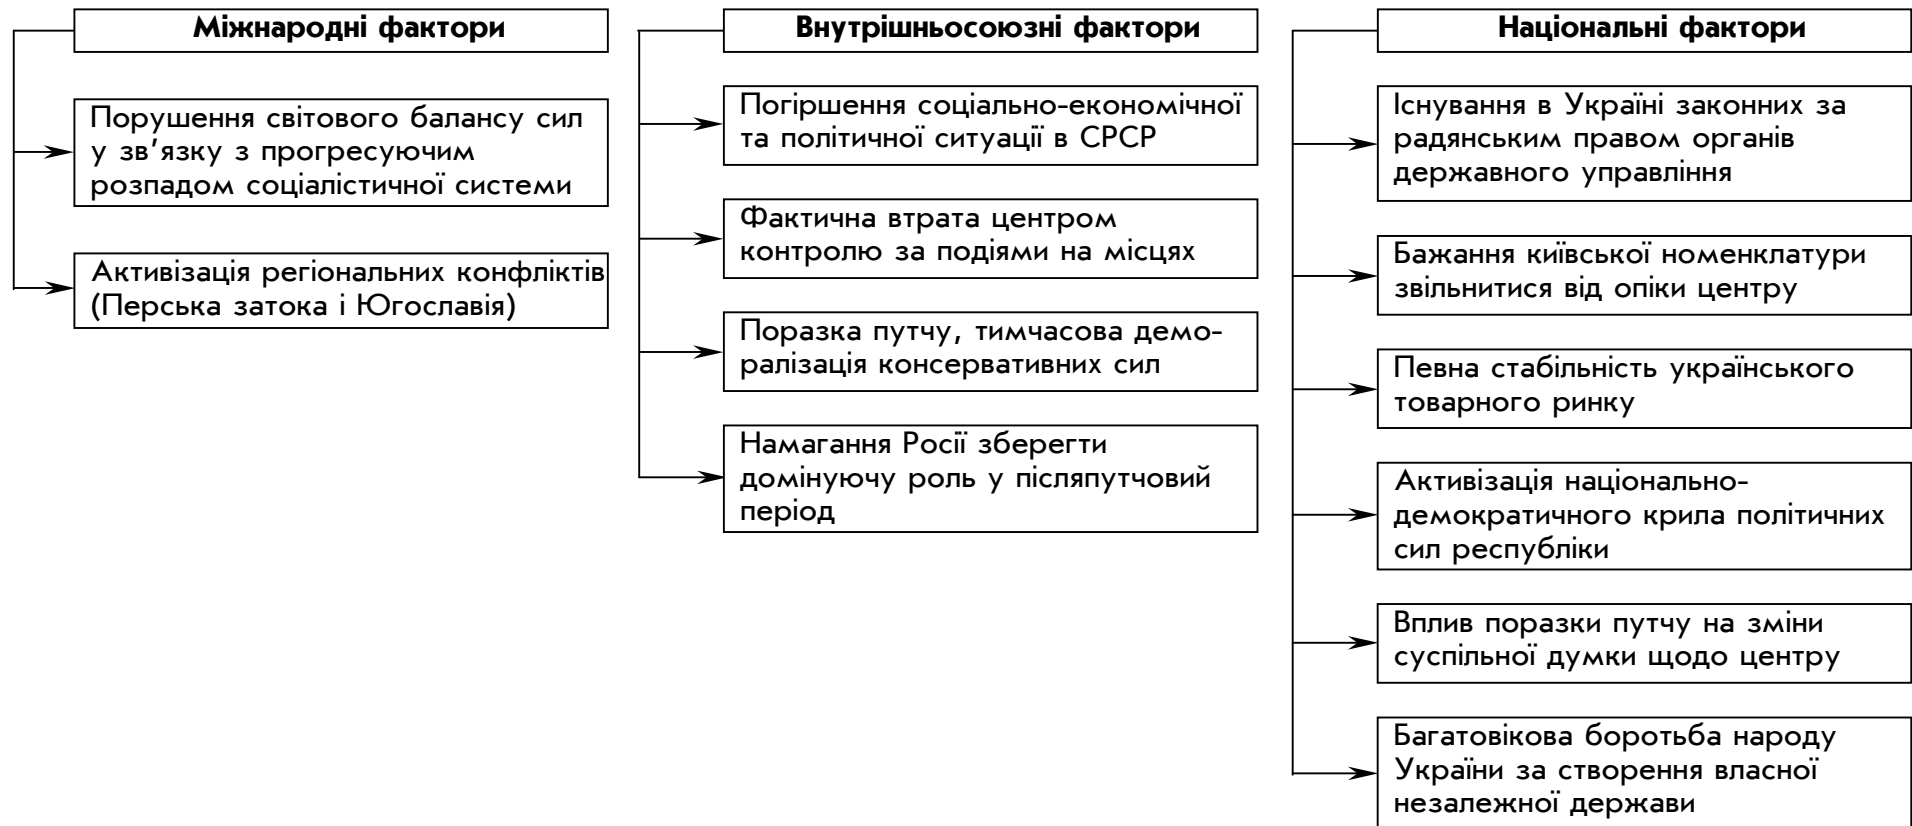 Міжнародні фактори
Порушення світового балансу сил
у зв’язку з прогресуючим
розпадом соціалістичної системи
Активізація регіональних конфліктів
(Перська затока і Югославія)
Внутрішньосоюзні фактори
Погіршення соціально-економічної
та політичної ситуації в СРСР
Фактична втрата центром
контролю за подіями на місцях
Поразка путчу, тимчасова демо-
ралізація консервативних сил
Намагання Росії зберегти
домінуючу роль у післяпутчовий
період
Національні фактори
Існування в Україні законних за
радянським правом органів
державного управління
Бажання київської номенклатури
звільнитися від опіки центру
Певна стабільність українського
товарного ринку
Активізація національно-
демократичного крила політичних
сил республіки
Вплив поразки путчу на зміни
суспільної думки щодо центру
Багатовікова боротьба народу
України за створення власної
незалежної держави